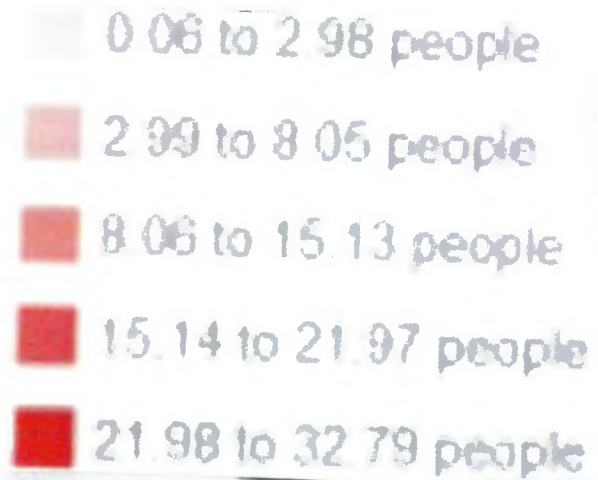 0.06 to 2.98 people
2.99 to 8.05 people
8.06 to 15.13 people
15.14 to 21.97 people
21.98 to 32.79 people